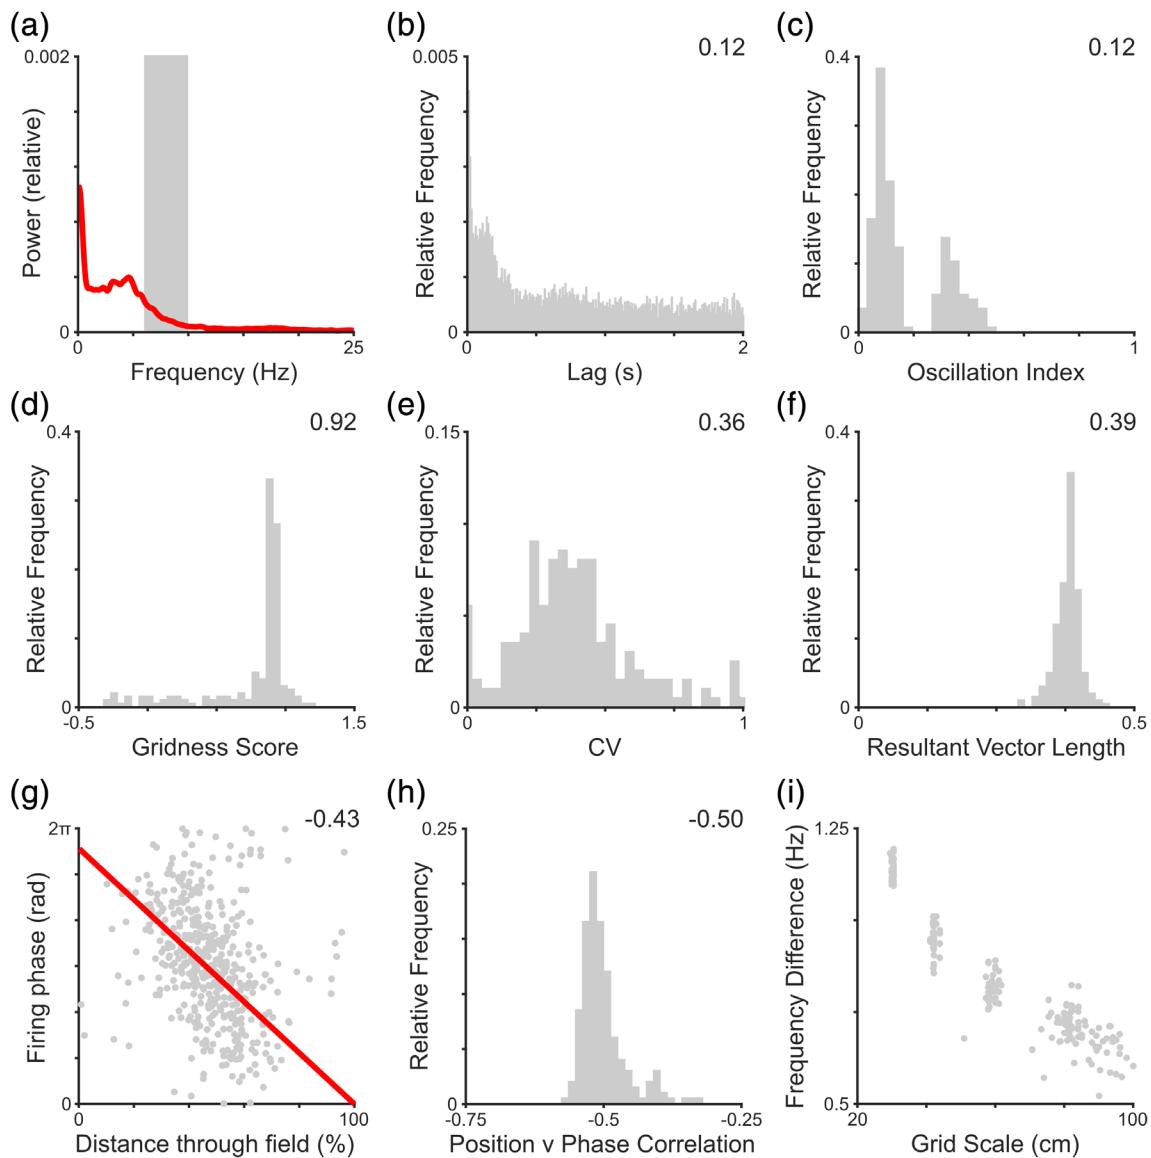 (a)
0.002
Power (relative)
0
0
25
Frequency (Hz)
(b)
0.12
0.005
Relative Frequency
0
0
2
Lag (s)
(c)
0.12
0.4
Relative Frequency
0
0
1
Oscillation Index
(d)
0.92
0.4
Relative Frequency
0
-0.5
1.5
Gridness Score
(e)
0.36
0.15
Relative Frequency
0
0
1
CV
(f)
0.39
0.4
Relative Frequency
0
0
0.5
Resultant Vector Length
(g)
-0.43
2π
Firing phase (rad)
0
0
100
Distance through field (%)
(h)
-0.50
0.25
Relative Frequency
0
-0.75
-0.5
-0.25
Position v Phase Correlation
(i)
1.25
Frequency Difference (Hz)
0.5
20
100
Grid Scale (cm)